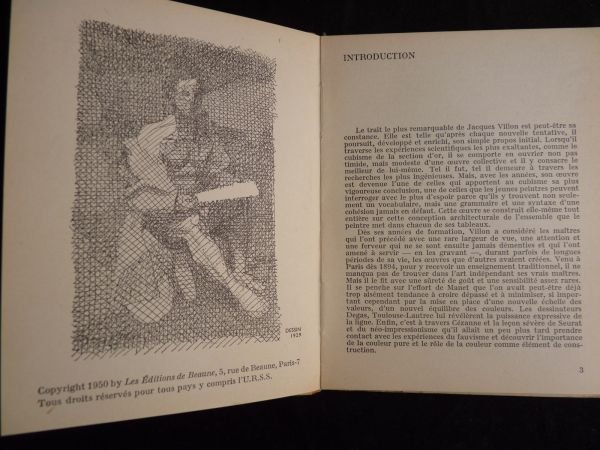 DESSIN
1929
Copyright 1950 by Les Éditions de Beaune, 5, rue de Beaune, Paris-7
Tous droits réservés pour tous pays y compris l'U.R.S.S.
INTRODUCTION
Le trait le plus remarquable de Jacques Villon est peut-être sa
constance. Elle est telle qu'après chaque nouvelle tentative, il
poursuit, développé et enrichi, son simple propos initial. Lorsqu'il
traverse les expériences scientifiques les plus exaltantes, comme le
cubisme de la section d'or, il se comporte en ouvrier non pas
timide, mais modeste d'une œuvre collective et il y consacre le
meilleur de lui-même. Tel il fut, tel il demeure à travers les
recherches les plus ingénieuses. Mais, avec les années, son œuvre
est devenue l'une de celles qui apportent au cubisme sa plus
vigoureuse conclusion, une de celles que les jeunes peintres peuvent
interroger avec le plus d'espoir parce qu'ils y trouvent non seule-
ment un vocabulaire, mais une grammaire et une syntaxe d'une
cohésion jamais en défaut. Cette œuvre se construit elle-même tout
entière sur cette conception architecturale de l'ensemble que le
peintre met dans chacun de ses tableaux.
Dès ses années de formation, Villon a considéré les maîtres
qui l'ont précédé avec une rare largeur de vue, une attention et
une ferveur qui ne se sont ensuite jamais démenties et qui l'ont
amené à servir — en les gravant —, durant parfois de longues
périodes de sa vie, les œuvres que d'autres avaient créées. Venu à
Paris dès 1894, pour y recevoir un enseignement traditionnel, il ne
manqua pas de trouver dans l'art indépendant ses vrais maîtres.
Mais il le fit avec une sûreté de goût et une sensibilité assez rares.
Il se penche sur l'effort de Manet que l'on avait peut-être déjà
trop aisément tendance à croire dépassé et à minimiser, si impor-
tant cependant par la mise en place d'une nouvelle échelle des
valeurs, d'un nouvel équilibre des couleurs. Les dessinateurs
Degas, Toulouse-Lautrec lui révélèrent la puissance expressive de
la ligne. Enfin, c'est à travers Cézanne et la leçon sévère de Seurat
et du néo-impressionnisme qu'il allait un peu plus tard prendre
contact avec les expériences du fauvisme et découvrir l'importance
de la couleur pure et le rôle de la couleur comme élément de cons-
truction.
3